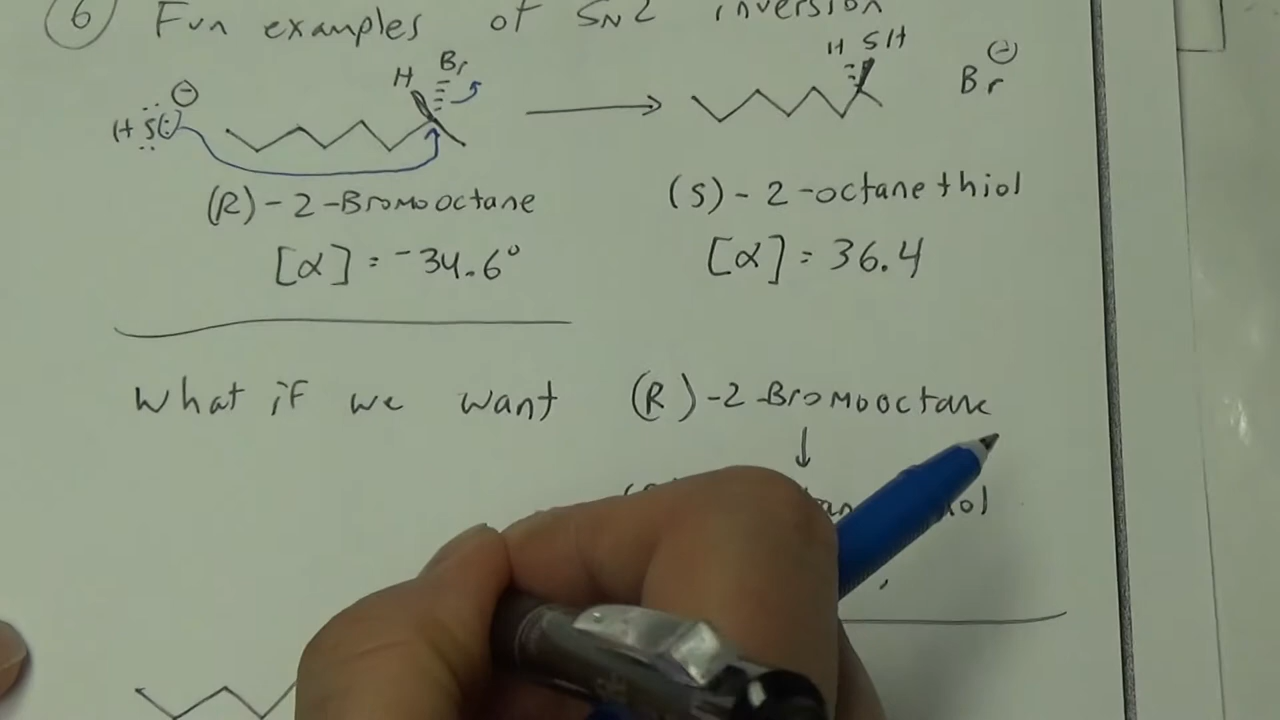 6 Fun examples of SN2 inversion
H Br H SH
⊖ ⊖
HS: Br
(R)-2-Bromooctane (S)-2-octanethiol
[α] = -34.6° [α] = 36.4
What if we want (R)-2-Bromooctane
↓